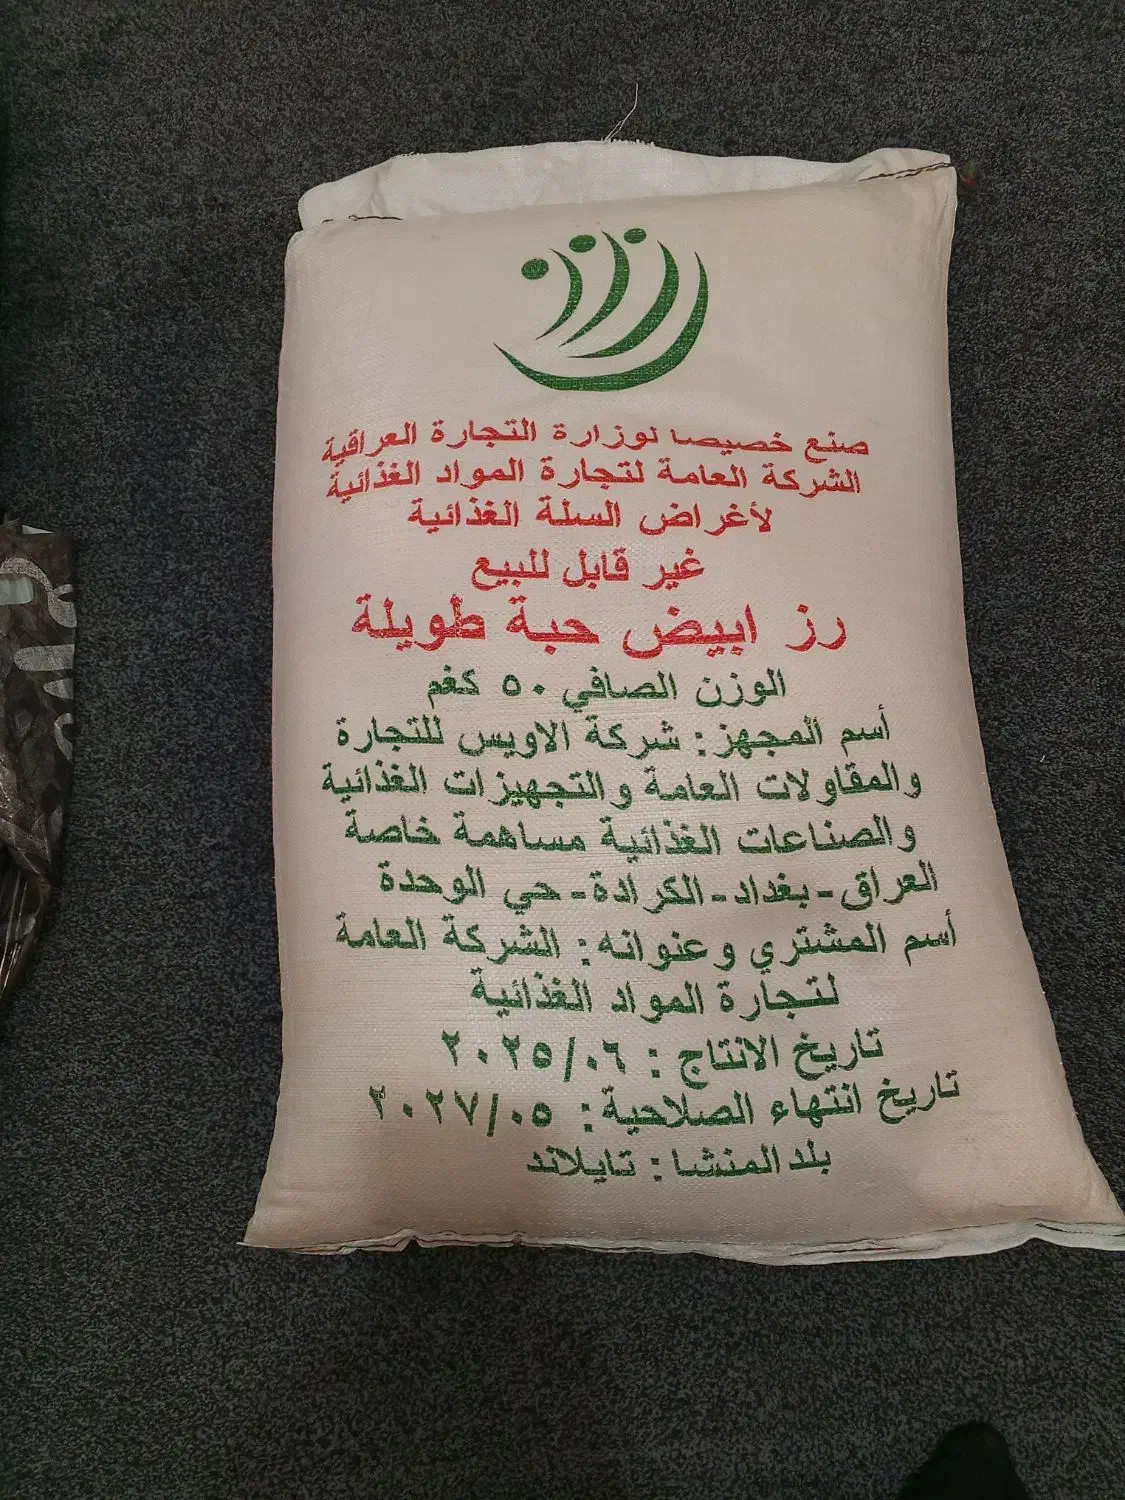 صنع خصيصا لوزارة التجارة العراقية
الشركة العامة لتجارة المواد الغذائية
لأغراض السلة الغذائية
غير قابل للبيع
رز ابيض حبة طويلة
الوزن الصافي ٥٠ كغم
أسم المجهز: شركة الاويس للتجارة
والمقاولات العامة والتجهيزات الغذائية
والصناعات الغذائية مساهمة خاصة
العراق-بغداد-الكرادة-حي الوحدة
أسم المشتري وعنوانه: الشركة العامة
لتجارة المواد الغذائية
تاريخ الانتاج : ٢٠٢٥/٠٦
تاريخ انتهاء الصلاحية: ٢٠٢٧/٠٥
بلد المنشا : تايلاند